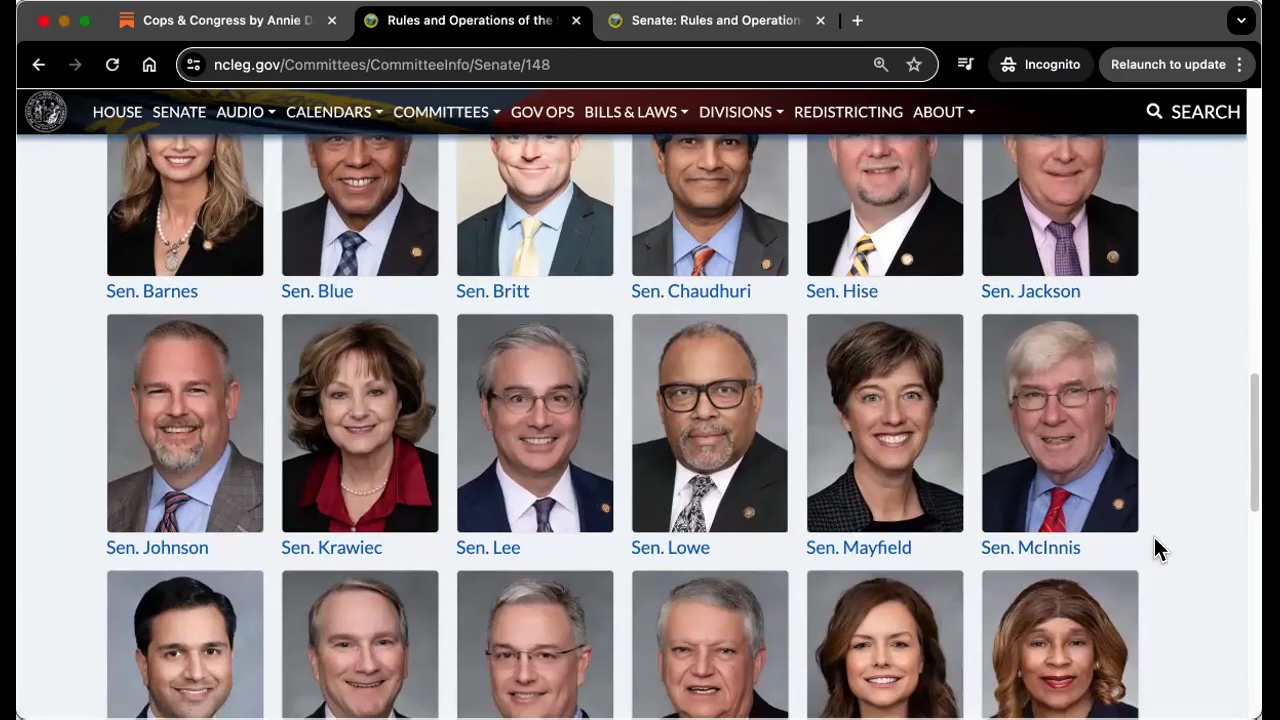 Cops & Congress by Annie D
Rules and Operations of the
Senate: Rules and Operation
ncleg.gov/Committees/CommitteeInfo/Senate/148
Incognito
Relaunch to update
HOUSE SENATE AUDIO CALENDARS COMMITTEES GOV OPS BILLS & LAWS DIVISIONS REDISTRICTING ABOUT SEARCH
Sen. Barnes Sen. Blue Sen. Britt Sen. Chaudhuri Sen. Hise Sen. Jackson
Sen. Johnson Sen. Krawiec Sen. Lee Sen. Lowe Sen. Mayfield Sen. McInnis